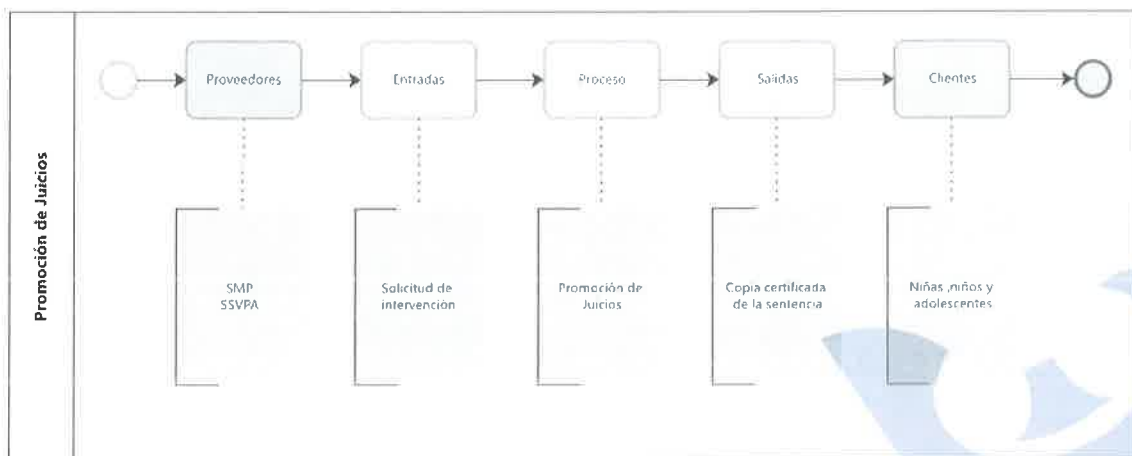 Promoción de Juicios
Proveedores
Entradas
Proceso
Salidas
Clientes
SMP
SSVPA
Solicitud de
intervención
Promoción de
Juicios
Copia certificada
de la sentencia
Niñas ,niños y
adolescentes